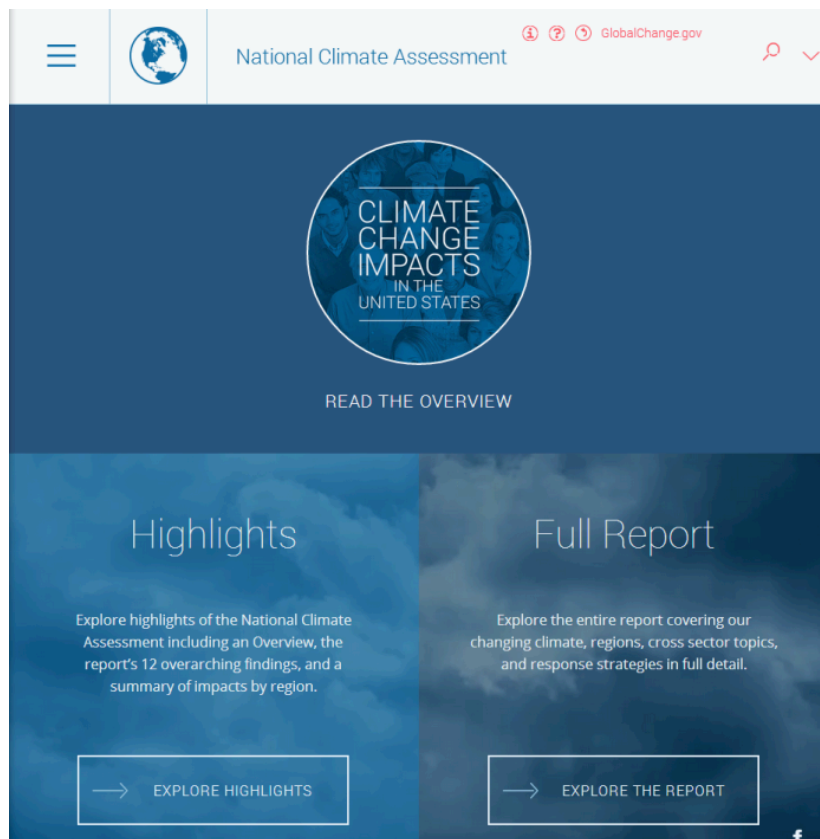 GlobalChange.gov
National Climate Assessment
CLIMATE
CHANGE
IMPACTS
IN THE
UNITED STATES
READ THE OVERVIEW
Highlights
Explore highlights of the National Climate
Assessment including an Overview, the
report's 12 overarching findings, and a
summary of impacts by region.
EXPLORE HIGHLIGHTS
Full Report
Explore the entire report covering our
changing climate, regions, cross sector topics,
and response strategies in full detail.
EXPLORE THE REPORT